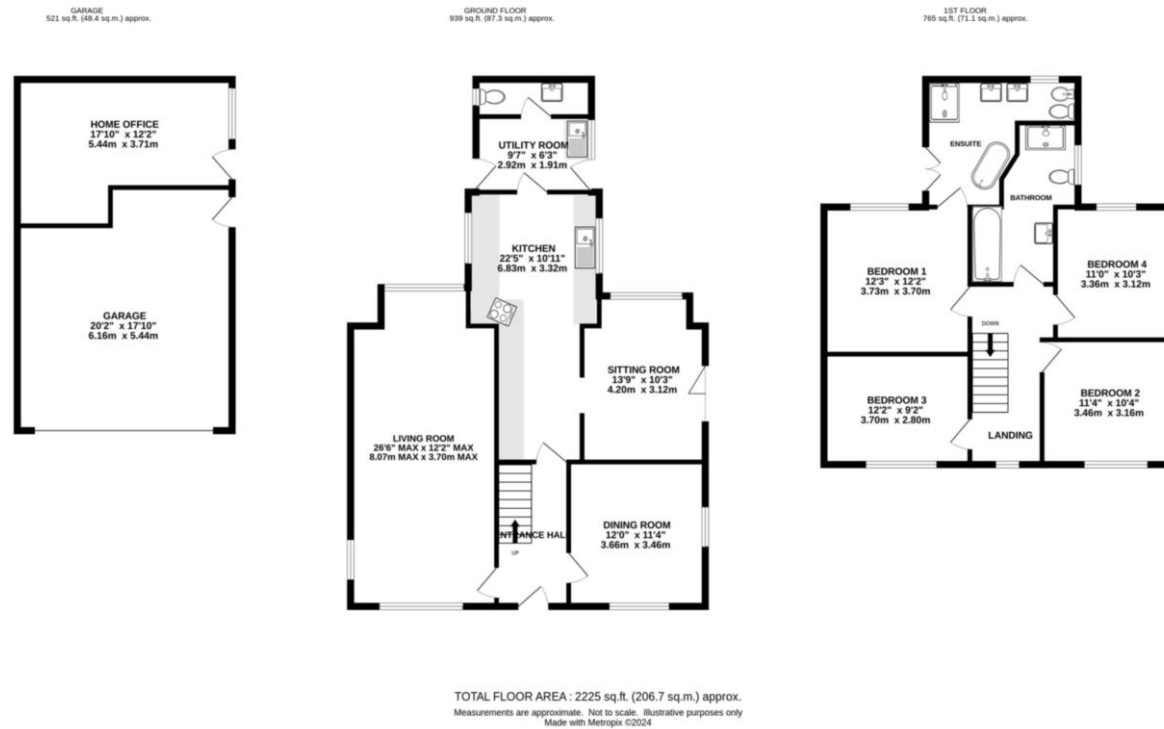 GARAGE
521 sq.ft. (48.4 sq.m.) approx.
HOME OFFICE
17'10" x 12'2"
5.44m x 3.71m
GARAGE
20'2" x 17'10"
6.16m x 5.44m
GROUND FLOOR
939 sq.ft. (87.3 sq.m.) approx.
UTILITY ROOM
9'7" x 6'3"
2.92m x 1.91m
KITCHEN
22'5" x 10'11"
6.83m x 3.32m
SITTING ROOM
13'9" x 10'3"
4.20m x 3.12m
LIVING ROOM
26'6" MAX x 12'2" MAX
8.07m MAX x 3.70m MAX
DINING ROOM
12'0" x 11'4"
3.66m x 3.46m
ENTRANCE HALL
UP
1ST FLOOR
765 sq.ft. (71.1 sq.m.) approx.
ENSUITE
BATHROOM
BEDROOM 1
12'3" x 12'2"
3.73m x 3.70m
BEDROOM 4
11'0" x 10'3"
3.36m x 3.12m
DOWN
BEDROOM 3
12'2" x 9'2"
3.70m x 2.80m
BEDROOM 2
11'4" x 10'4"
3.46m x 3.16m
LANDING
TOTAL FLOOR AREA : 2225 sq.ft. (206.7 sq.m.) approx.
Measurements are approximate. Not to scale. Illustrative purposes only
Made with Metropix ©2024